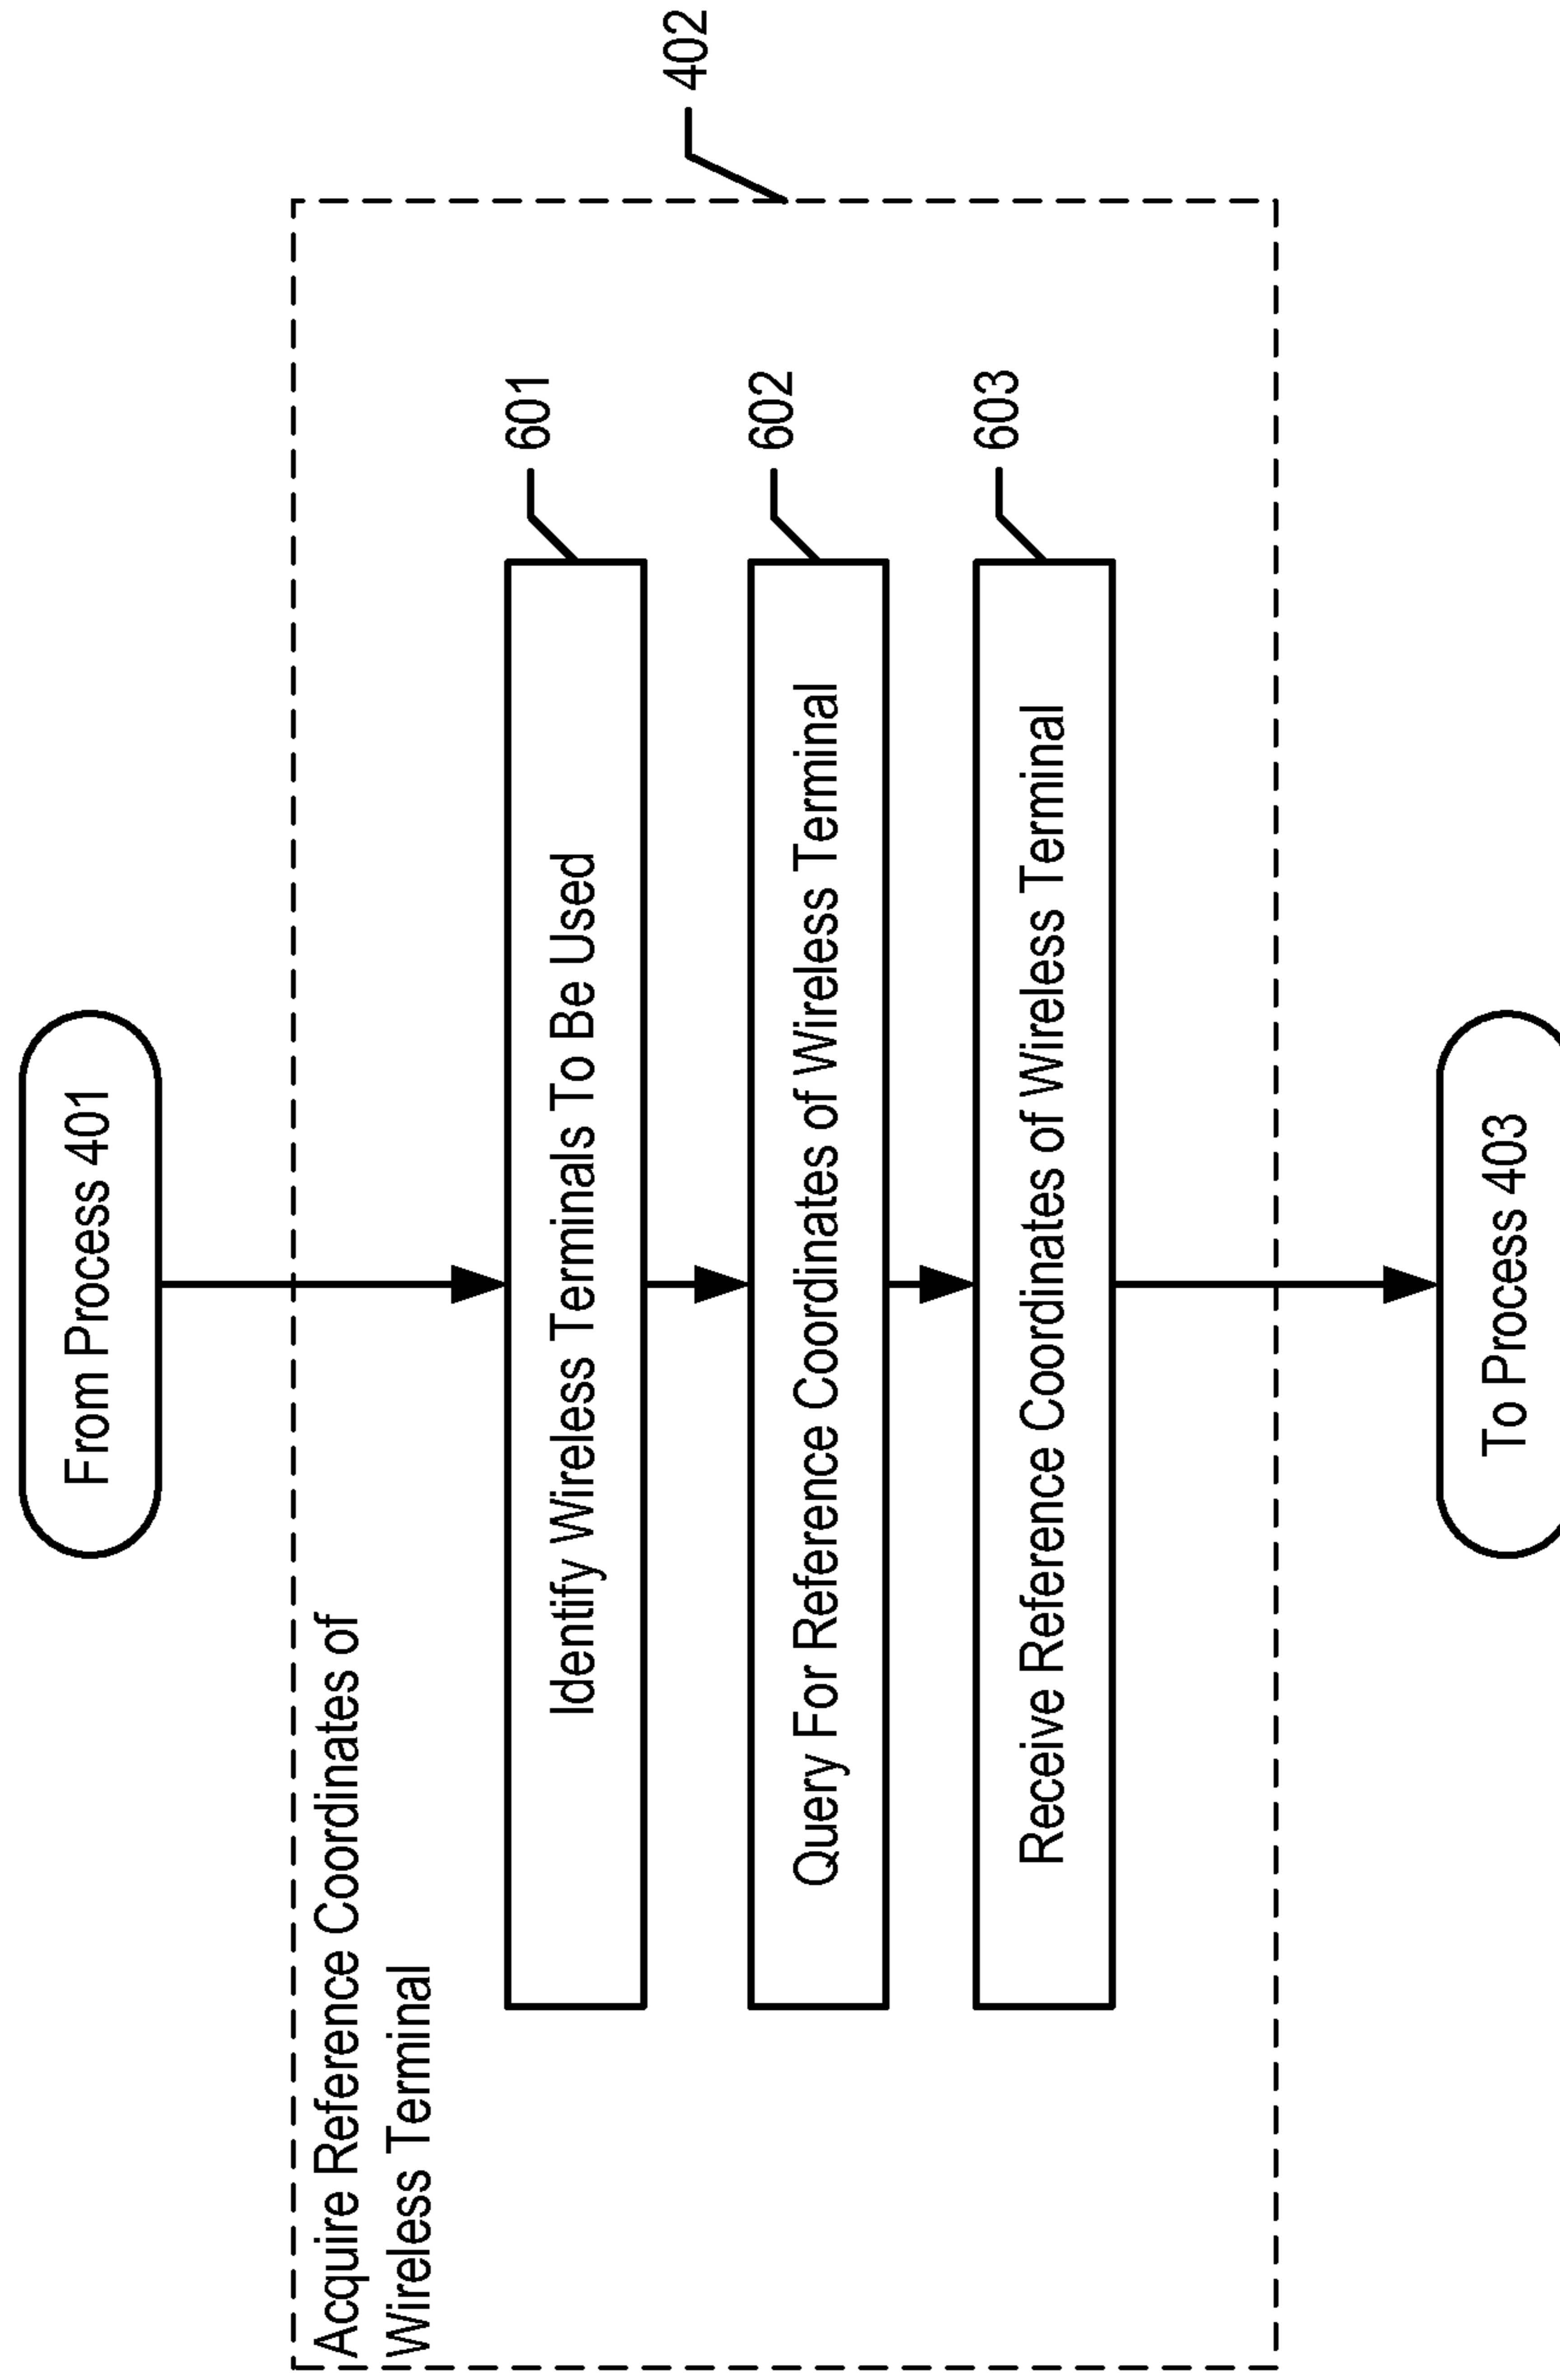 From Process 401
Acquire Reference Coordinates of
Wireless Terminal
402
601
Identify Wireless Terminals To Be Used
602
Query For Reference Coordinates of Wireless Terminal
603
Receive Reference Coordinates of Wireless Terminal
To Process 403